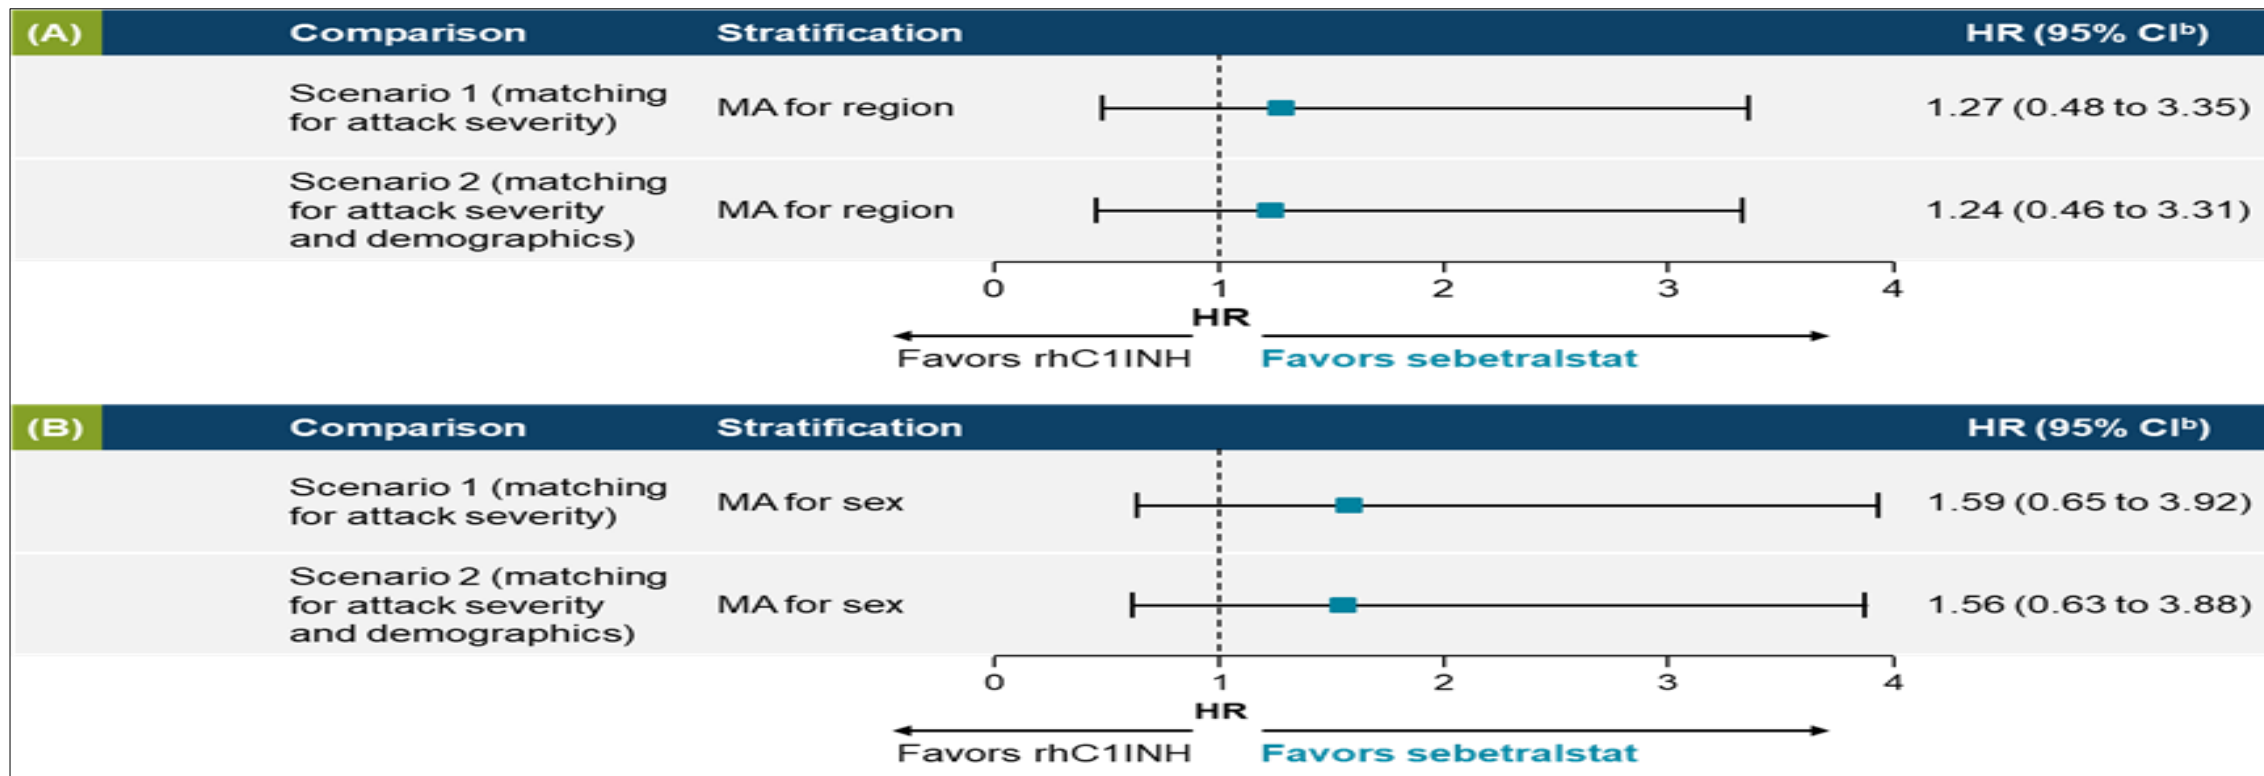 (A) Comparison Stratification HR (95% CIᵇ)
Scenario 1 (matching
for attack severity) MA for region 1.27 (0.48 to 3.35)
Scenario 2 (matching
for attack severity MA for region 1.24 (0.46 to 3.31)
and demographics)
0 1 2 3 4
HR
Favors rhC1INH Favors sebetralstat
(B) Comparison Stratification HR (95% CIᵇ)
Scenario 1 (matching
for attack severity) MA for sex 1.59 (0.65 to 3.92)
Scenario 2 (matching
for attack severity MA for sex 1.56 (0.63 to 3.88)
and demographics)
0 1 2 3 4
HR
Favors rhC1INH Favors sebetralstat